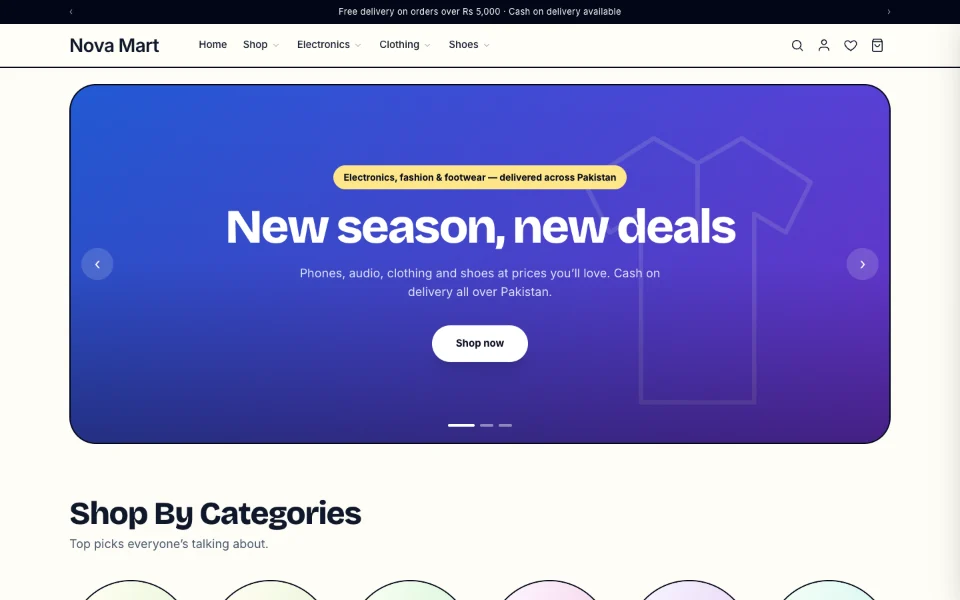 Free delivery on orders over Rs 5,000 · Cash on delivery available
Nova Mart
Home
Shop
Electronics
Clothing
Shoes
Electronics, fashion & footwear — delivered across Pakistan
New season, new deals
Phones, audio, clothing and shoes at prices you’ll love. Cash on
delivery all over Pakistan.
Shop now
Shop By Categories
Top picks everyone’s talking about.